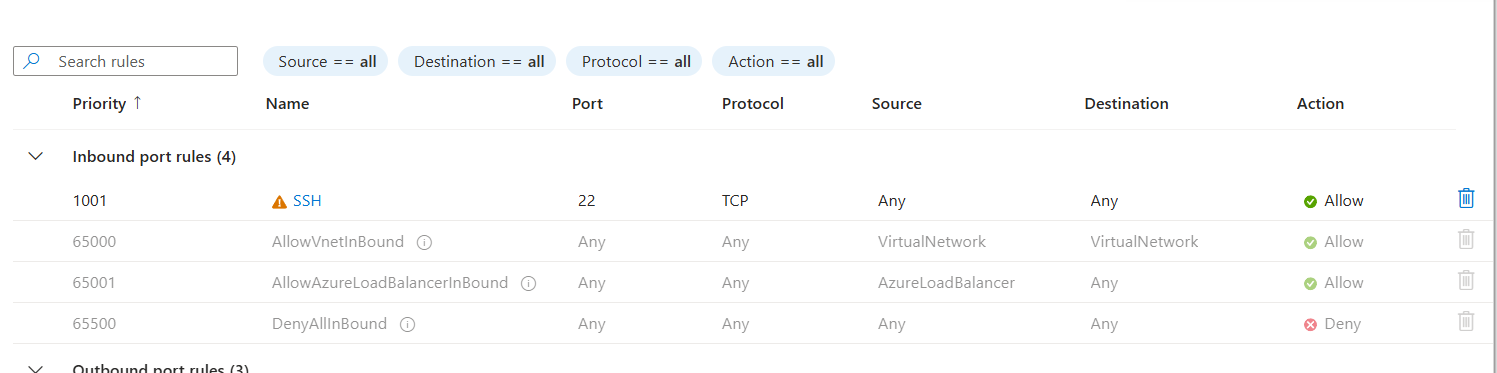 Search rules Source == all Destination == all Protocol == all Action == all
Priority ↑ Name Port Protocol Source Destination Action
Inbound port rules (4)
1001 SSH 22 TCP Any Any Allow
65000 AllowVnetInBound Any Any VirtualNetwork VirtualNetwork Allow
65001 AllowAzureLoadBalancerInBound Any Any AzureLoadBalancer Any Allow
65500 DenyAllInBound Any Any Any Any Deny
Outbound port rules (3)